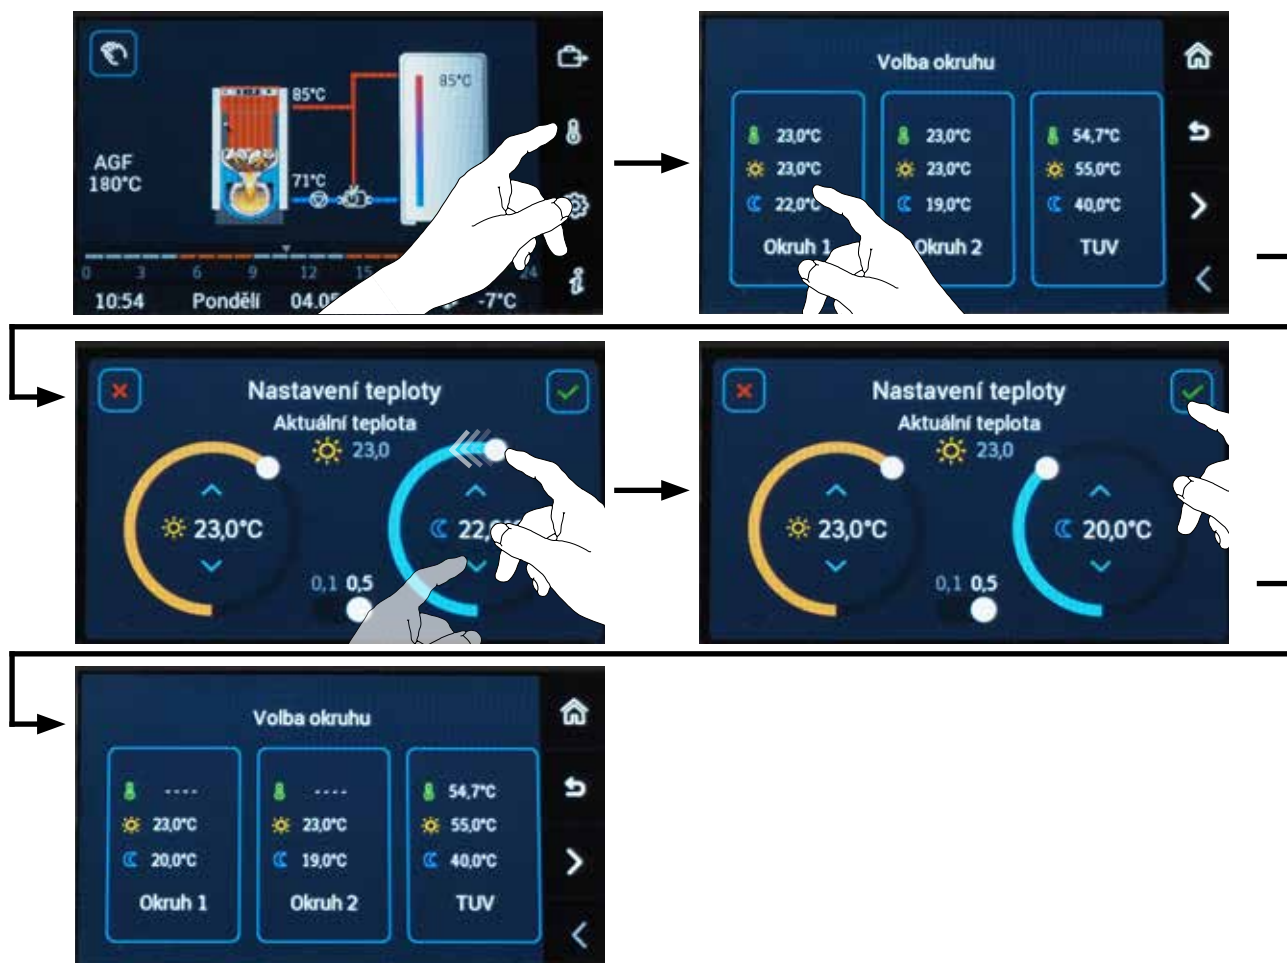 85°C
85°C
AGF
180°C
71°C
0 3 6 9 12 15 24
10:54 Pondělí 04.05 -7°C
Volba okruhu
23,0°C 23,0°C 54,7°C
23,0°C 23,0°C 55,0°C
22,0°C 19,0°C 40,0°C
Okruh 1 Okruh 2 TUV
Nastavení teploty
Aktuální teplota
23,0
23,0°C 22,
0,1 0,5
Nastavení teploty
Aktuální teplota
23,0
23,0°C 20,0°C
0,1 0,5
Volba okruhu
---- ---- 54,7°C
23,0°C 23,0°C 55,0°C
20,0°C 19,0°C 40,0°C
Okruh 1 Okruh 2 TUV